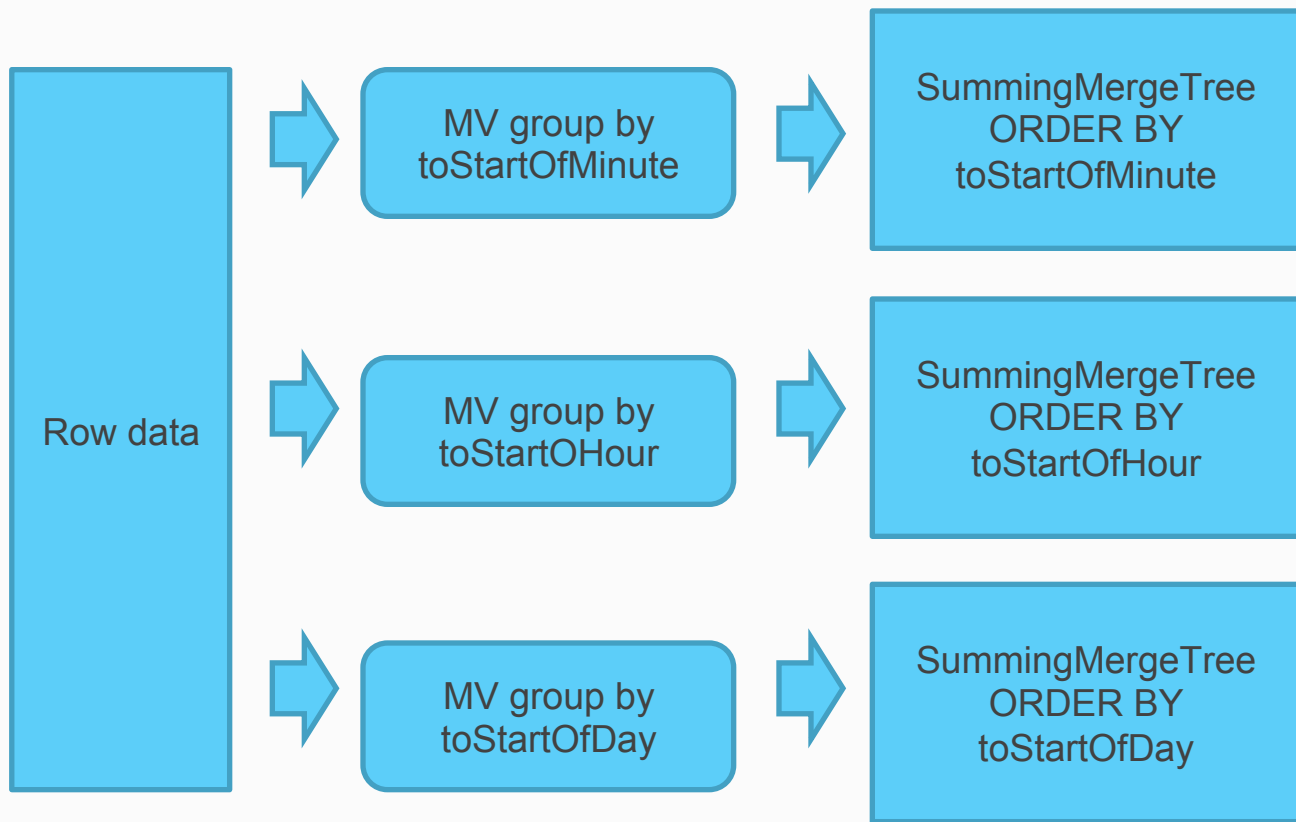 Row data
MV group by
toStartOfMinute
SummingMergeTree
ORDER BY
toStartOfMinute
MV group by
toStartOHour
SummingMergeTree
ORDER BY
toStartOfHour
MV group by
toStartOfDay
SummingMergeTree
ORDER BY
toStartOfDay